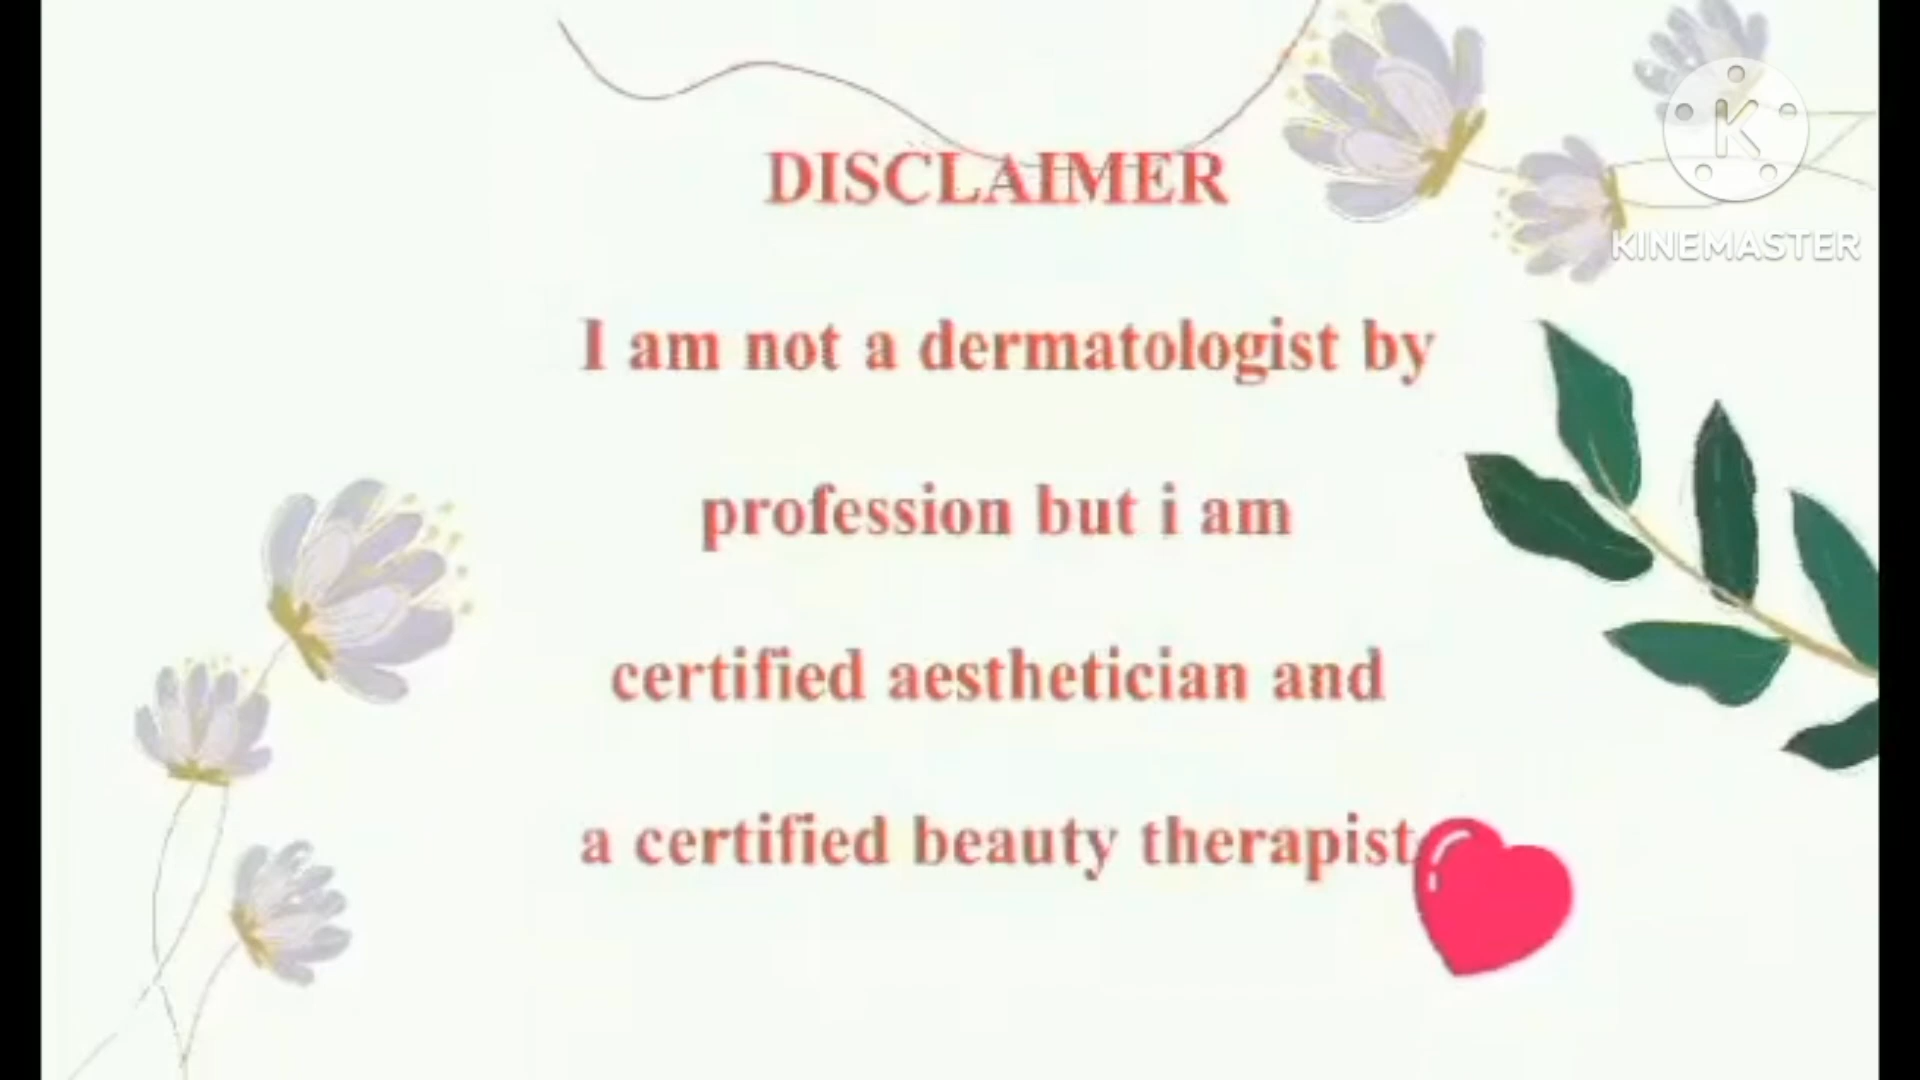 DISCLAIMER
KINEMASTER
I am not a dermatologist by
profession but i am
certified aesthetician and
a certified beauty therapist